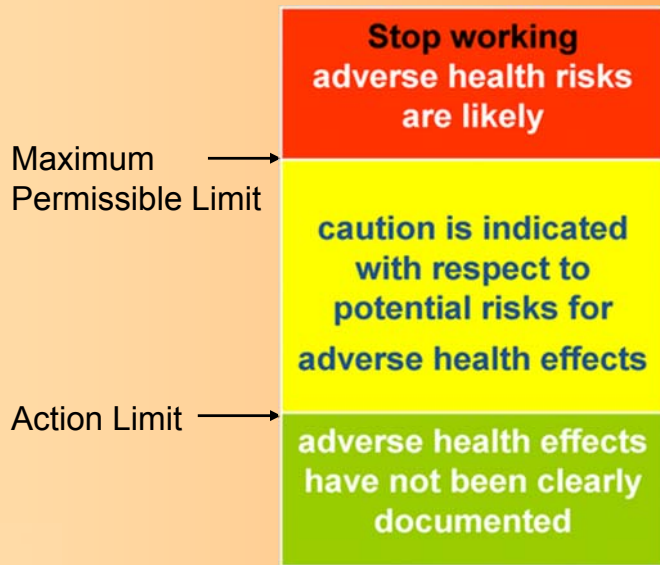 Stop working
adverse health risks
are likely
Maximum
Permissible Limit
caution is indicated
with respect to
potential risks for
adverse health effects
Action Limit
adverse health effects
have not been clearly
documented